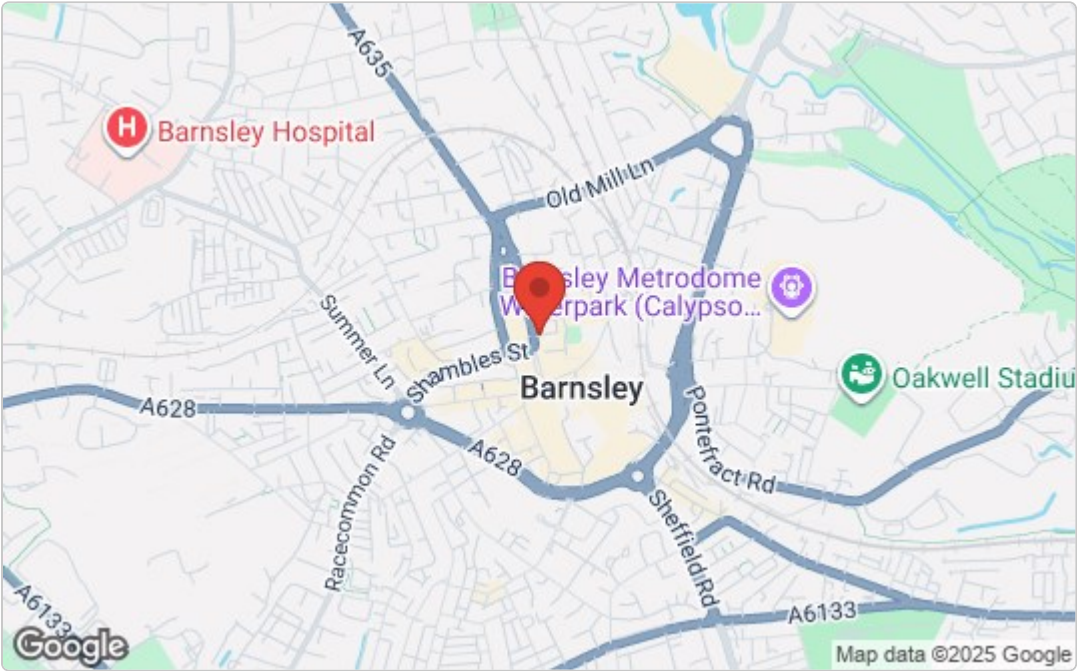 A635
H
Barnsley Hospital
Old Mill Ln
Metrodome
(Calypso...
Summer Ln
Shambles St
Barnsley
Oakwell Stadiu
A628
A628
Pontefract Rd
Racecommon Rd
Sheffield Rd
A6133
A6133
Google
Map data ©2025 Google